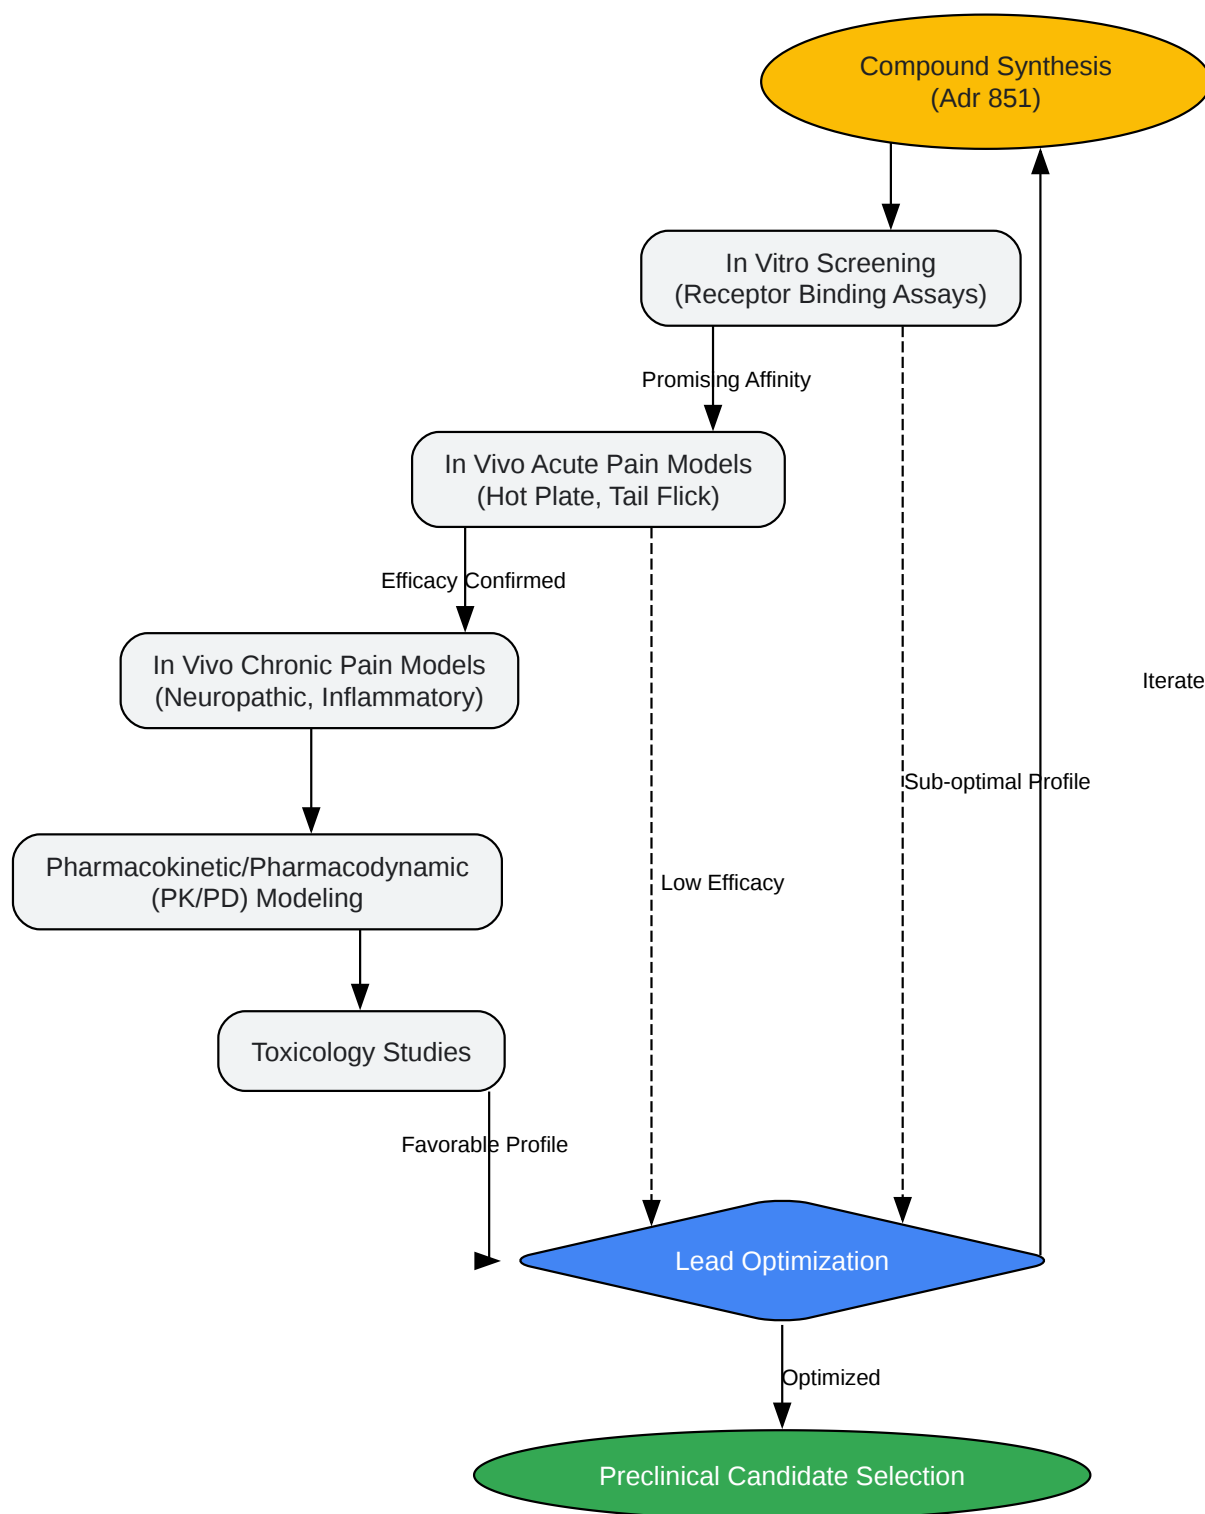 Compound Synthesis
(Adr 851)
In Vitro Screening
(Receptor Binding Assays)
Promising Affinity
In Vivo Acute Pain Models
(Hot Plate, Tail Flick)
Efficacy Confirmed
In Vivo Chronic Pain Models
(Neuropathic, Inflammatory)
Iterate
Sub-optimal Profile
Pharmacokinetic/Pharmacodynamic
(PK/PD) Modeling
Low Efficacy
Toxicology Studies
Favorable Profile
Lead Optimization
Optimized
Preclinical Candidate Selection